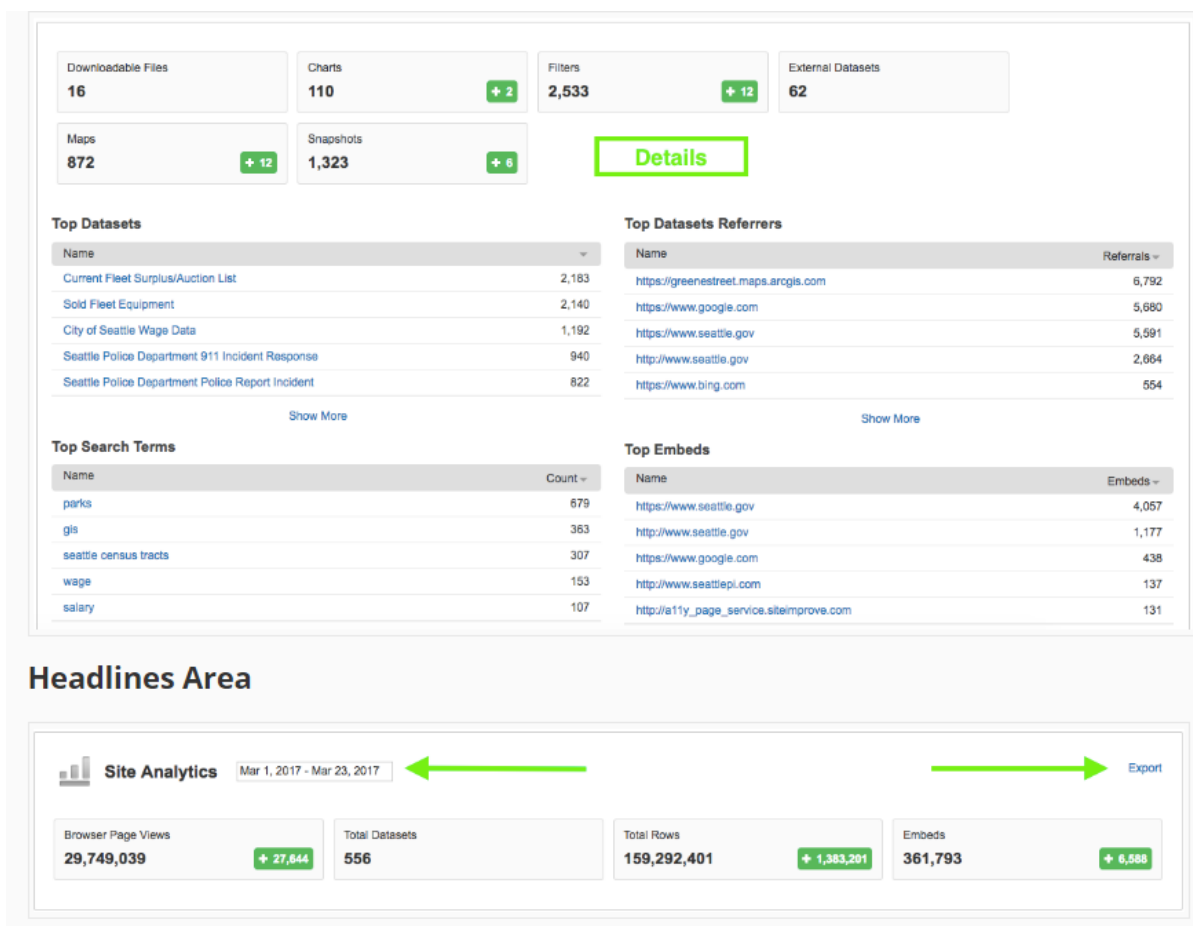 Downloadable Files
16
Charts
110
+ 2
Filters
2,533
+ 12
External Datasets
62
Maps
872
+ 12
Snapshots
1,323
+ 6
Details
Top Datasets
Name
Current Fleet Surplus/Auction List 2,183
Sold Fleet Equipment 2,140
City of Seattle Wage Data 1,192
Seattle Police Department 911 Incident Response 940
Seattle Police Department Police Report Incident 822
Show More
Top Datasets Referrers
Name Referrals
https://greenestreet.maps.arcgis.com 6,792
https://www.google.com 5,680
https://www.seattle.gov 5,591
http://www.seattle.gov 2,664
https://www.bing.com 554
Show More
Top Search Terms
Name Count
parks 679
gis 363
seattle census tracts 307
wage 153
salary 107
Top Embeds
Name Embeds
https://www.seattle.gov 4,057
http://www.seattle.gov 1,177
https://www.google.com 438
http://www.seattlepi.com 137
http://a11y_page_service.siteimprove.com 131
Headlines Area
Site Analytics Mar 1, 2017 - Mar 23, 2017 Export
Browser Page Views
29,749,039 + 27,644
Total Datasets
556
Total Rows
159,292,401 + 1,383,201
Embeds
361,793 + 6,588